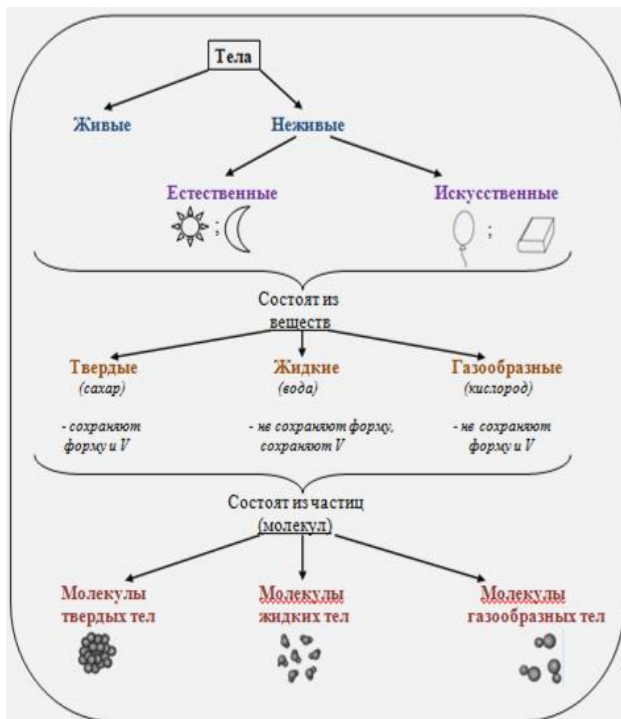 Тела
Живые Неживые
Естественные Искусственные
; ;
Состоят из
веществ
Твердые Жидкие Газообразные
(сахар) (вода) (кислород)
- сохраняют - не сохраняют форму, - не сохраняют
форму и V сохраняют V форму и V
Состоят из частиц
(молекул)
Молекулы Молекулы Молекулы
твердых тел жидких тел газообразных тел